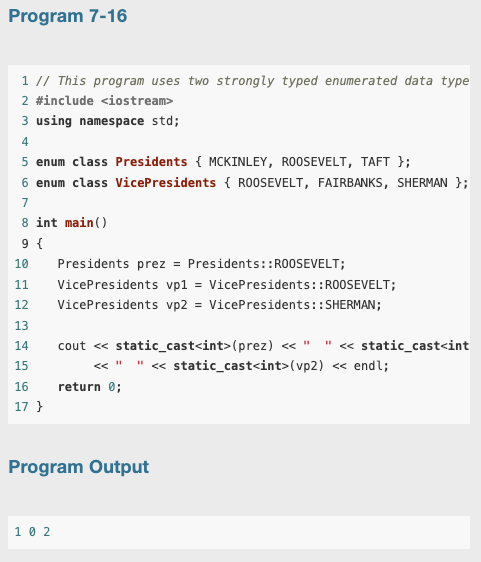 Program 7-16
1 // This program uses two strongly typed enumerated data type
2 #include <iostream>
3 using namespace std;
4
5 enum class Presidents { MCKINLEY, ROOSEVELT, TAFT };
6 enum class VicePresidents { ROOSEVELT, FAIRBANKS, SHERMAN };
7
8 int main()
9 {
10    Presidents prez = Presidents::ROOSEVELT;
11    VicePresidents vp1 = VicePresidents::ROOSEVELT;
12    VicePresidents vp2 = VicePresidents::SHERMAN;
13
14    cout << static_cast<int>(prez) << "  " << static_cast<int
15         << "  " << static_cast<int>(vp2) << endl;
16    return 0;
17 }
Program Output
1 0 2